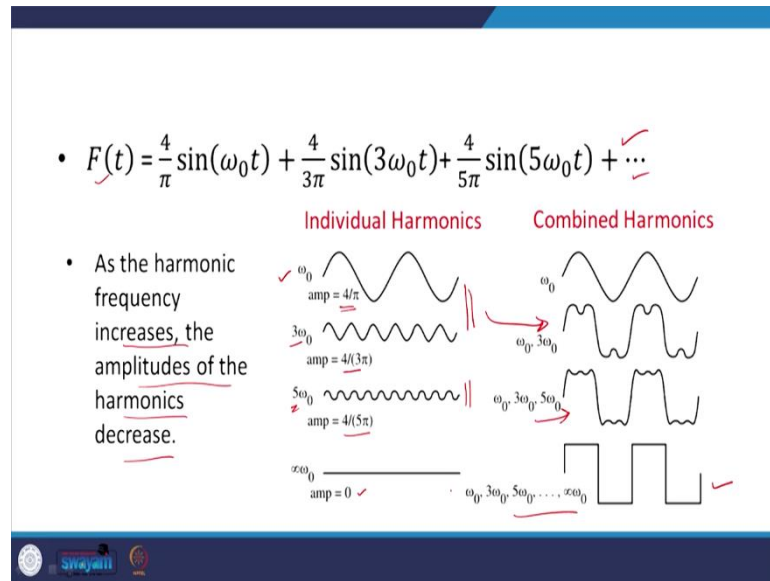 • F(t) = 4/π sin(ω₀t) + 4/3π sin(3ω₀t)+ 4/5π sin(5ω₀t) + ⋯
Individual Harmonics
Combined Harmonics
• As the harmonic
frequency
increases, the
amplitudes of the
harmonics
decrease.
ω₀
amp = 4/π
3ω₀
amp = 4/(3π)
5ω₀
amp = 4/(5π)
∞ω₀
amp = 0
ω₀
ω₀, 3ω₀
ω₀, 3ω₀, 5ω₀
ω₀, 3ω₀, 5ω₀, . . . , ∞ω₀
swayam